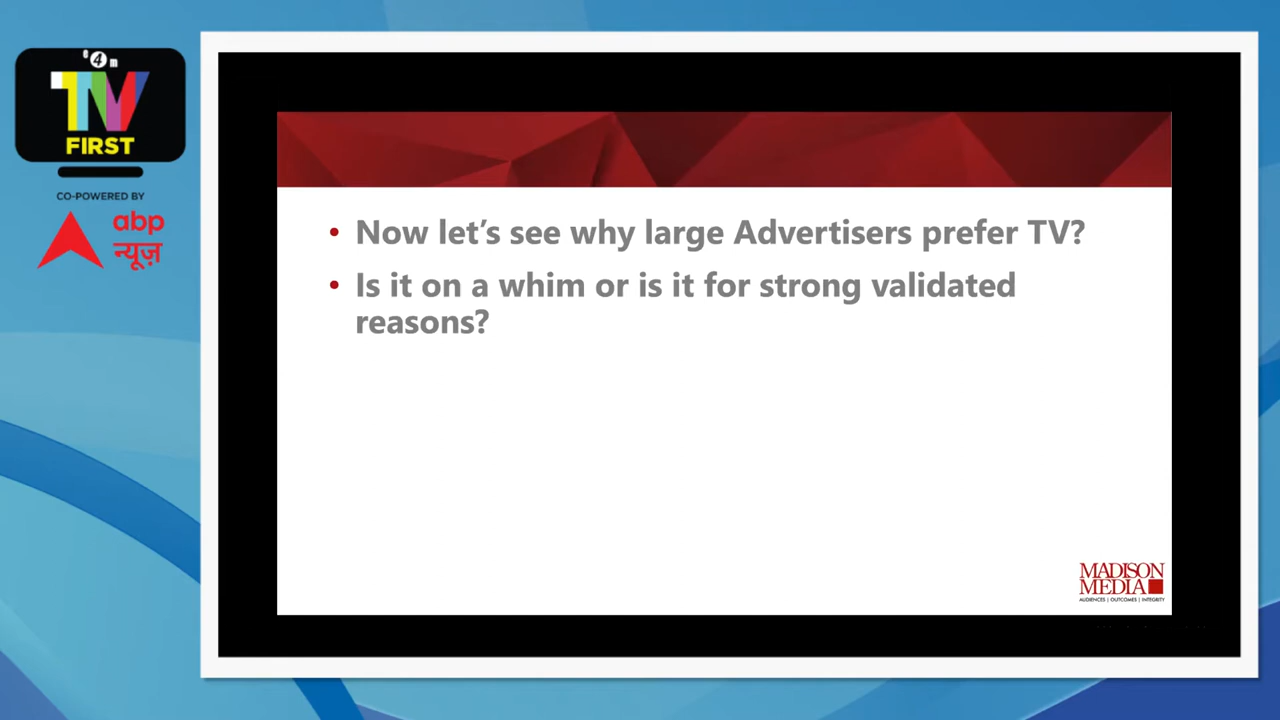 e4m
TV
FIRST
CO-POWERED BY
abp
न्यूज़
• Now let's see why large Advertisers prefer TV?
• Is it on a whim or is it for strong validated
reasons?
MADISON
MEDIA
AUDIENCES | OUTCOMES | INTEGRITY